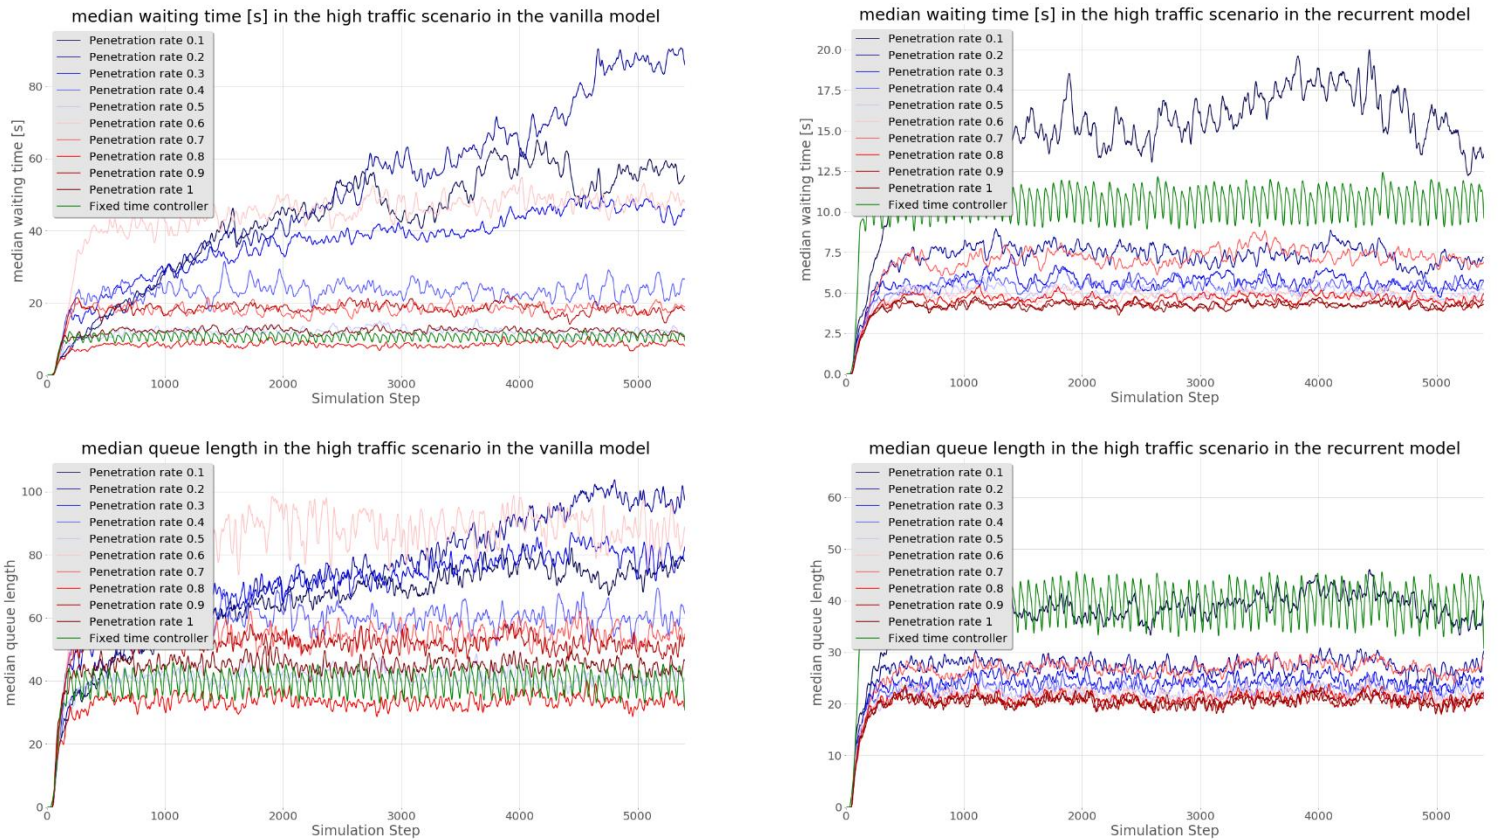 median waiting time [s] in the high traffic scenario in the vanilla model
median waiting time [s]
80
60
40
20
0
Penetration rate 0.1
Penetration rate 0.2
Penetration rate 0.3
Penetration rate 0.4
Penetration rate 0.5
Penetration rate 0.6
Penetration rate 0.7
Penetration rate 0.8
Penetration rate 0.9
Penetration rate 1
Fixed time controller
0 1000 2000 3000 4000 5000
Simulation Step
median waiting time [s] in the high traffic scenario in the recurrent model
median waiting time [s]
20.0
17.5
15.0
12.5
10.0
7.5
5.0
2.5
0.0
Penetration rate 0.1
Penetration rate 0.2
Penetration rate 0.3
Penetration rate 0.4
Penetration rate 0.5
Penetration rate 0.6
Penetration rate 0.7
Penetration rate 0.8
Penetration rate 0.9
Penetration rate 1
Fixed time controller
0 1000 2000 3000 4000 5000
Simulation Step
median queue length in the high traffic scenario in the vanilla model
median queue length
100
80
60
40
20
0
Penetration rate 0.1
Penetration rate 0.2
Penetration rate 0.3
Penetration rate 0.4
Penetration rate 0.5
Penetration rate 0.6
Penetration rate 0.7
Penetration rate 0.8
Penetration rate 0.9
Penetration rate 1
Fixed time controller
0 1000 2000 3000 4000 5000
Simulation Step
median queue length in the high traffic scenario in the recurrent model
median queue length
60
50
40
30
20
10
0
Penetration rate 0.1
Penetration rate 0.2
Penetration rate 0.3
Penetration rate 0.4
Penetration rate 0.5
Penetration rate 0.6
Penetration rate 0.7
Penetration rate 0.8
Penetration rate 0.9
Penetration rate 1
Fixed time controller
0 1000 2000 3000 4000 5000
Simulation Step